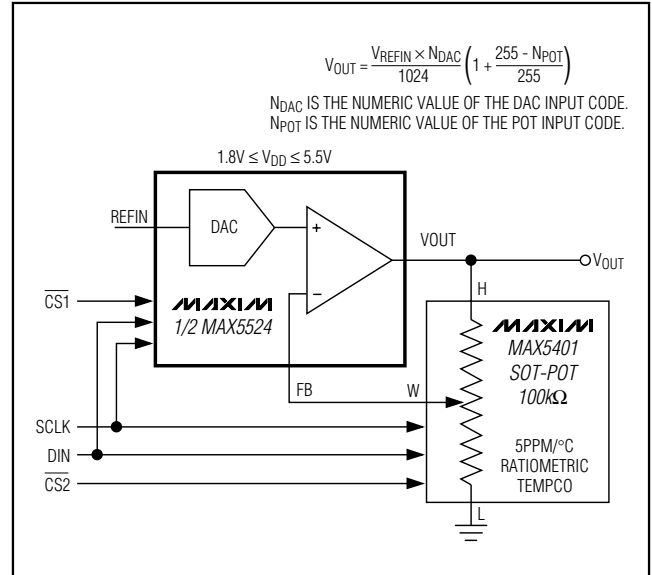 V_OUT = V_REFIN × N_DAC / 1024 (1 + 255 - N_POT / 255)
N_DAC IS THE NUMERIC VALUE OF THE DAC INPUT CODE.
N_POT IS THE NUMERIC VALUE OF THE POT INPUT CODE.
1.8V ≤ V_DD ≤ 5.5V
REFIN
DAC
+
−
VOUT
V_OUT
H
CS1
MAXIM
1/2 MAX5524
MAXIM
MAX5401
SOT-POT
100kΩ
FB
W
SCLK
DIN
CS2
5PPM/°C
RATIOMETRIC
TEMPCO
L